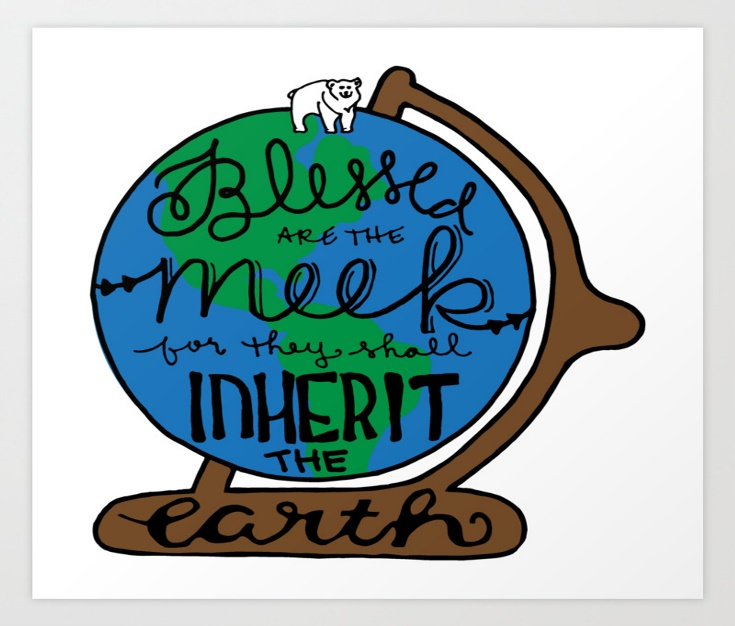 Blessed
ARE THE
meek
for they shall
INHERIT
THE
earth